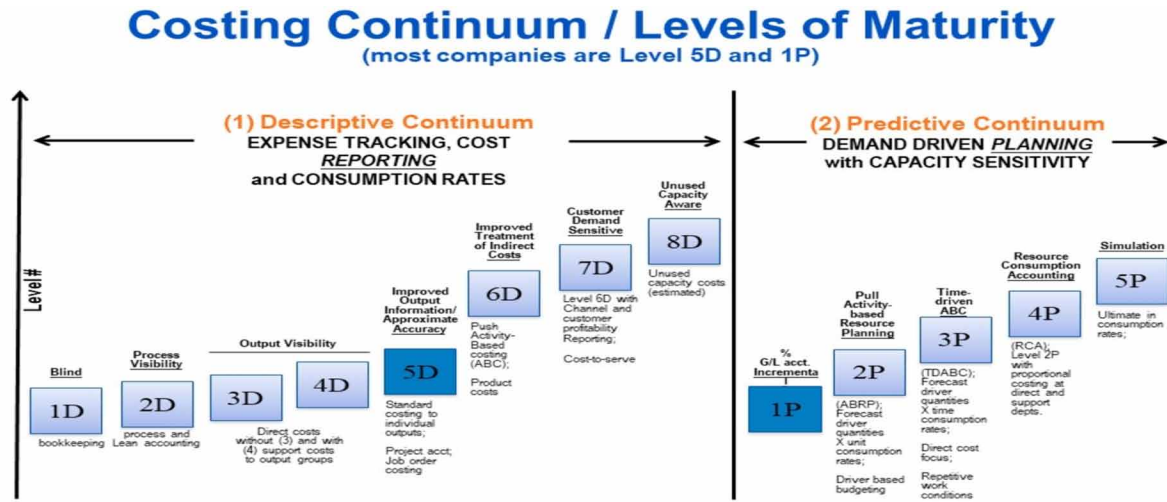 Costing Continuum / Levels of Maturity
(most companies are Level 5D and 1P)
Level #
(1) Descriptive Continuum
EXPENSE TRACKING, COST
REPORTING
and CONSUMPTION RATES
Blind
1D
bookkeeping
Process
Visibility
2D
process and
Lean accounting
Output Visibility
3D
4D
Direct costs
without (3) and with
(4) support costs
to output groups
Improved
Output
Information/
Approximate
Accuracy
5D
Standard
costing to
individual
outputs;
Project acct;
Job order
costing
Improved
Treatment
of Indirect
Costs
6D
Push
Activity-
Based
costing
(ABC);
Product
costs
Customer
Demand
Sensitive
7D
Level 6D with
Channel and
customer
profitability
Reporting;
Cost-to-serve
Unused
Capacity
Aware
8D
Unused
capacity costs
(estimated)
(2) Predictive Continuum
DEMAND DRIVEN PLANNING
with CAPACITY SENSITIVITY
%
G/L acct.
Incrementa
1P
Pull
Activity-
based
Resource
Planning
2P
(ABRP);
Forecast
driver
quantities
X unit
consumption
rates;
Driver based
budgeting
Time-
driven
ABC
3P
(TDABC);
Forecast
driver
quantities
X time
consumption
rates;
Direct cost
focus;
Repetitive
work
conditions
Resource
Consumption
Accounting
4P
(RCA);
Level 2P
with
proportional
costing at
direct and
support
depts.
Simulation
5P
Ultimate in
consumption
rates;